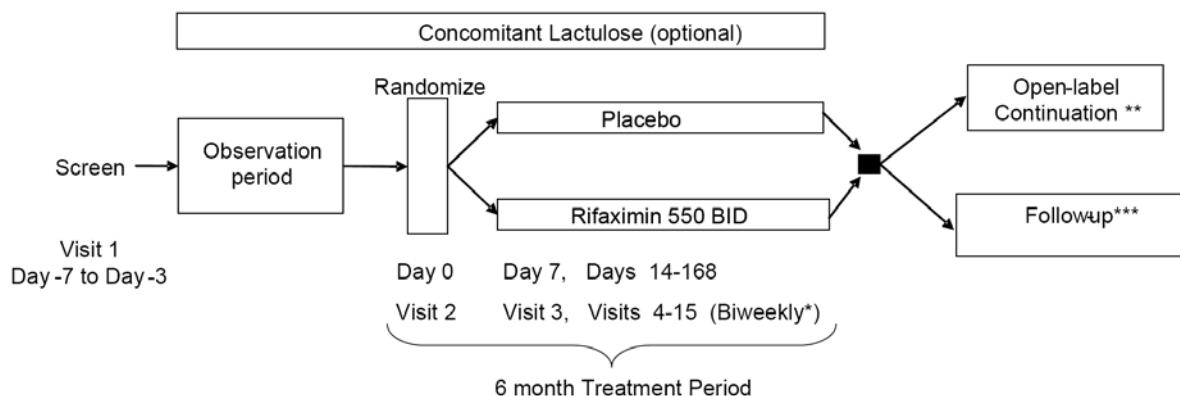 Concomitant Lactulose (optional)
Randomize
Open-label
Continuation **
Placebo
Screen
Observation
period
Rifaximin 550 BID
Follow-up***
Visit 1
Day -7 to Day -3
Day 0 Day 7, Days 14-168
Visit 2 Visit 3, Visits 4-15 (Biweekly*)
6 month Treatment Period